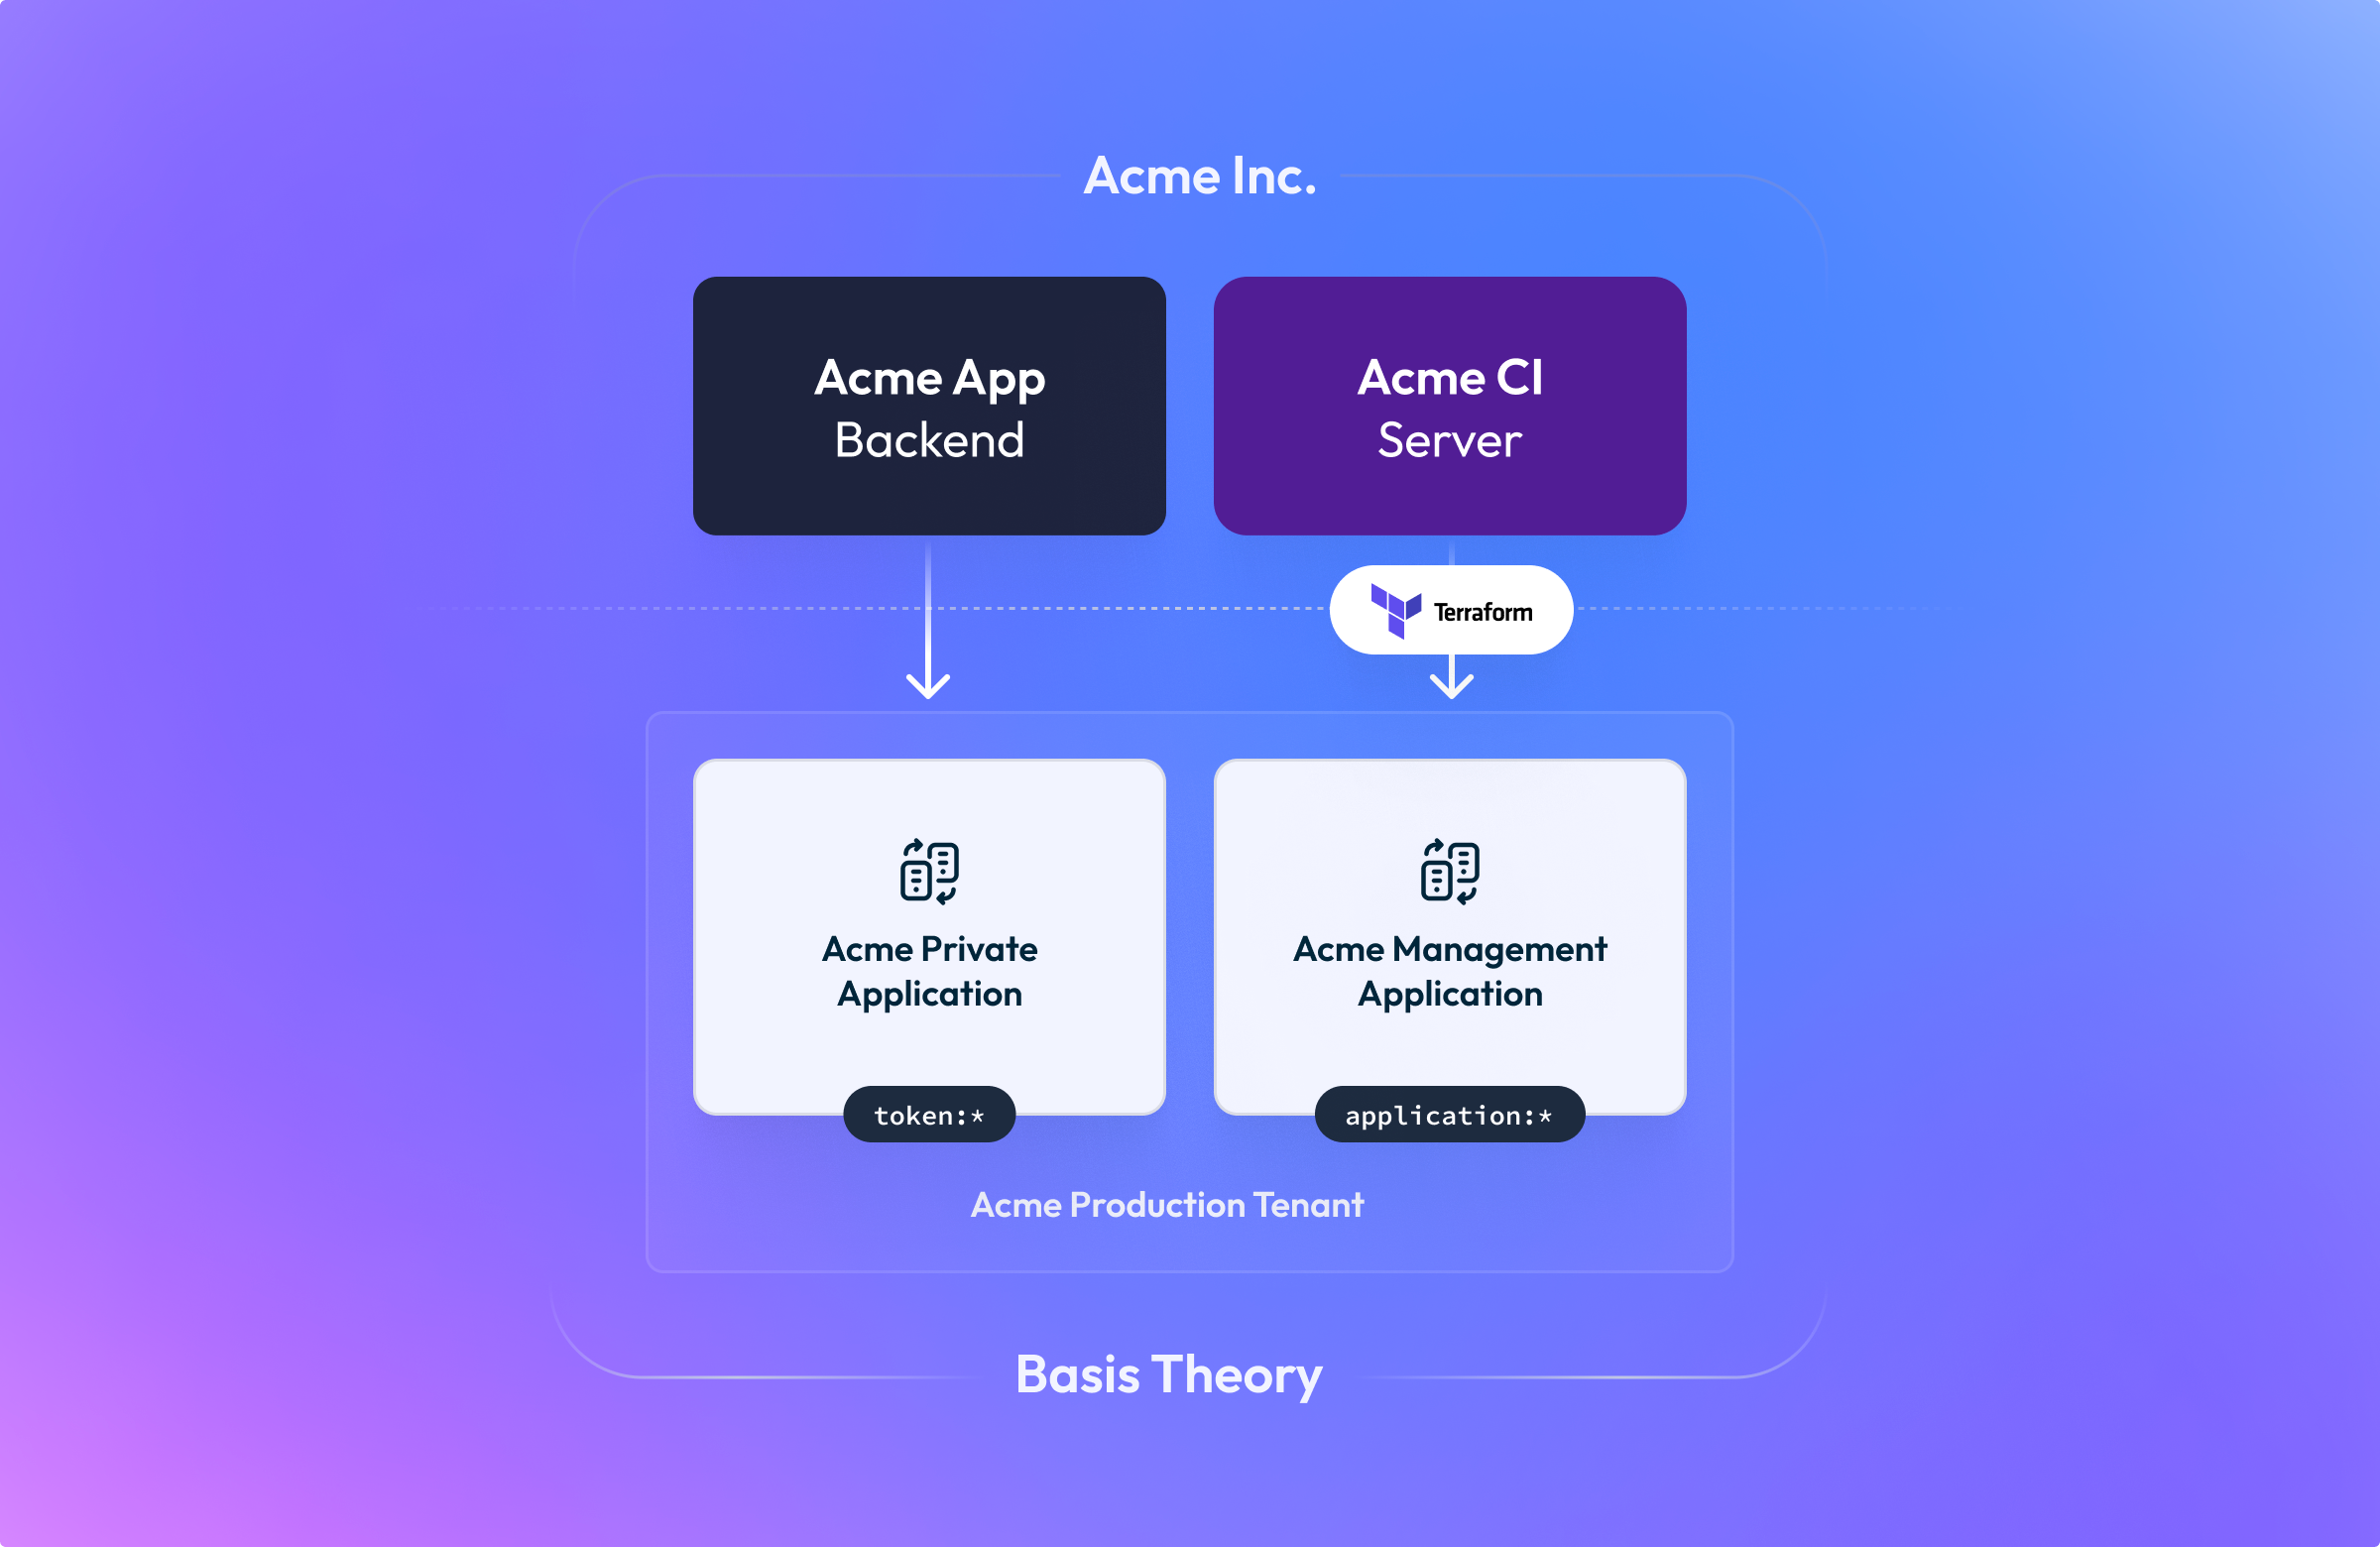 Acme Inc.
Acme App
Backend
Acme CI
Server
Terraform
Acme Private
Application
token:*
Acme Management
Application
application:*
Acme Production Tenant
Basis Theory